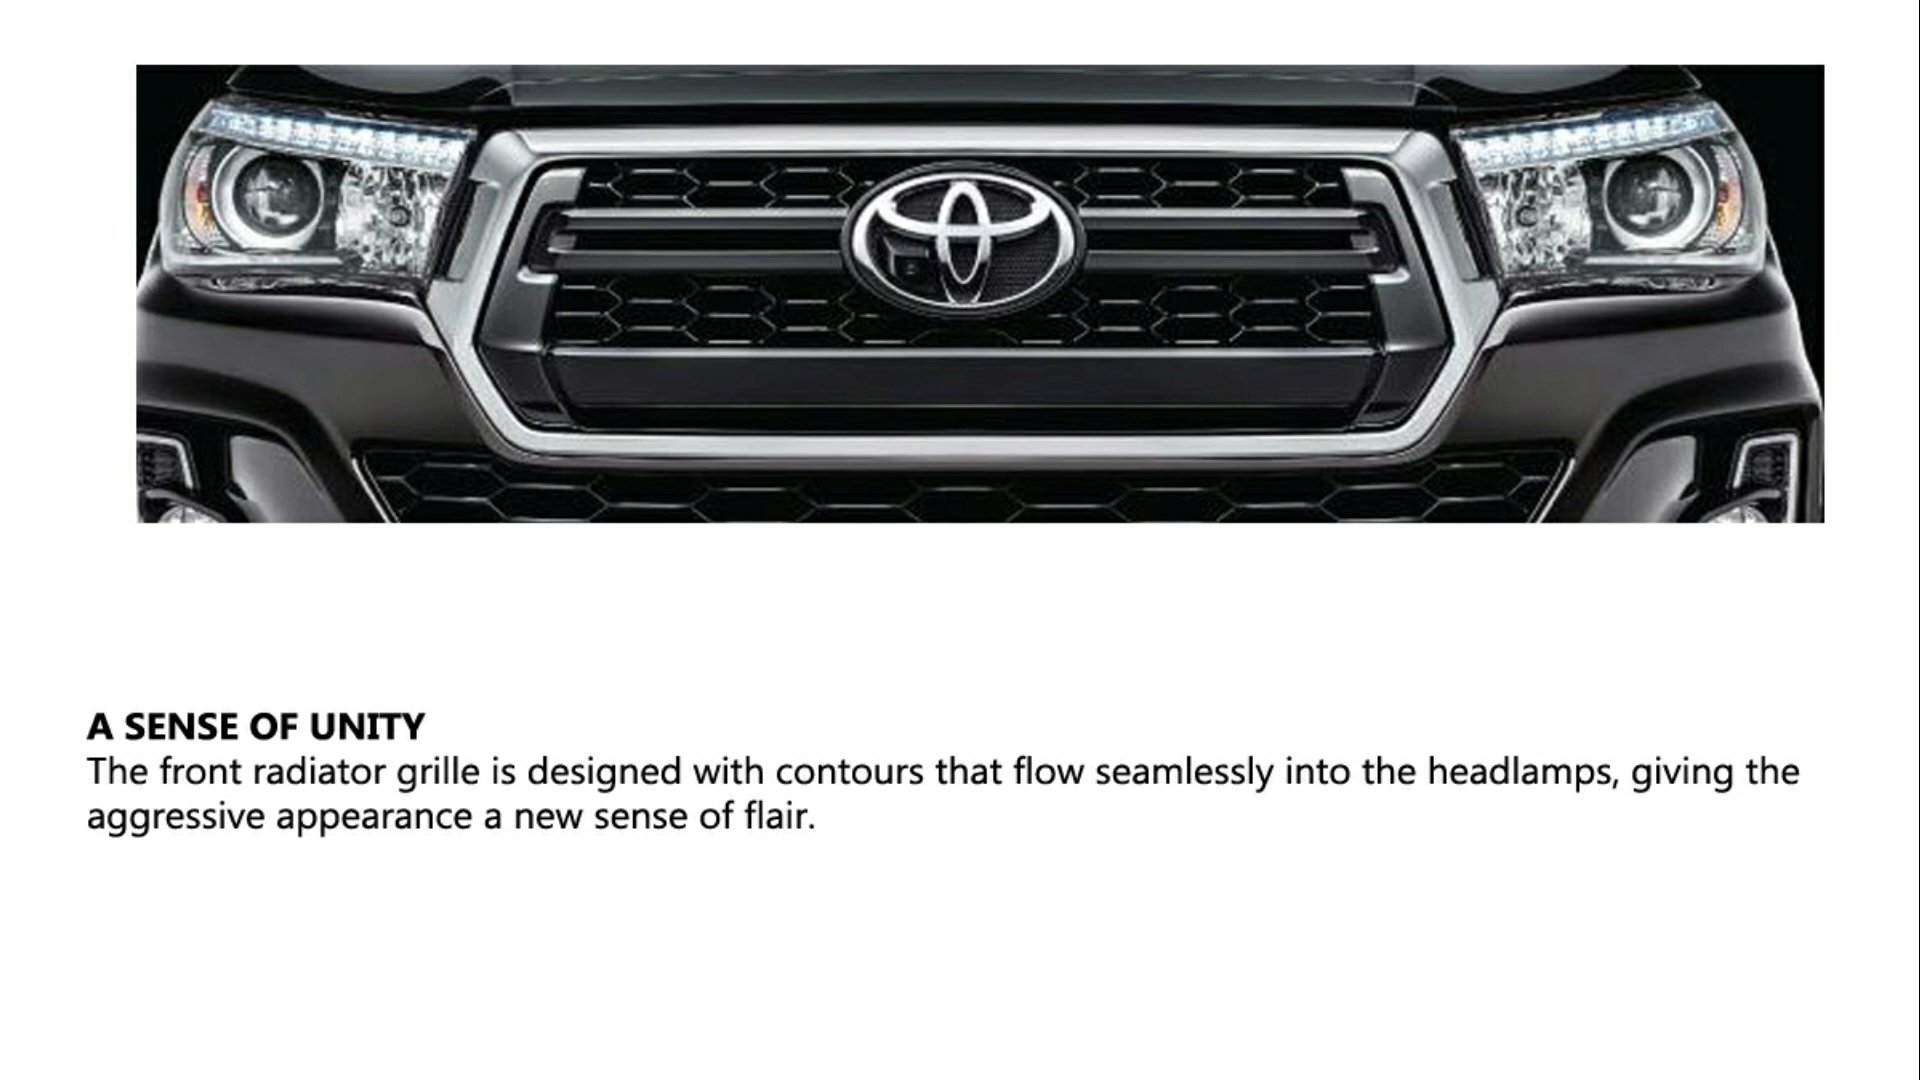 A SENSE OF UNITY
The front radiator grille is designed with contours that flow seamlessly into the headlamps, giving the
aggressive appearance a new sense of flair.